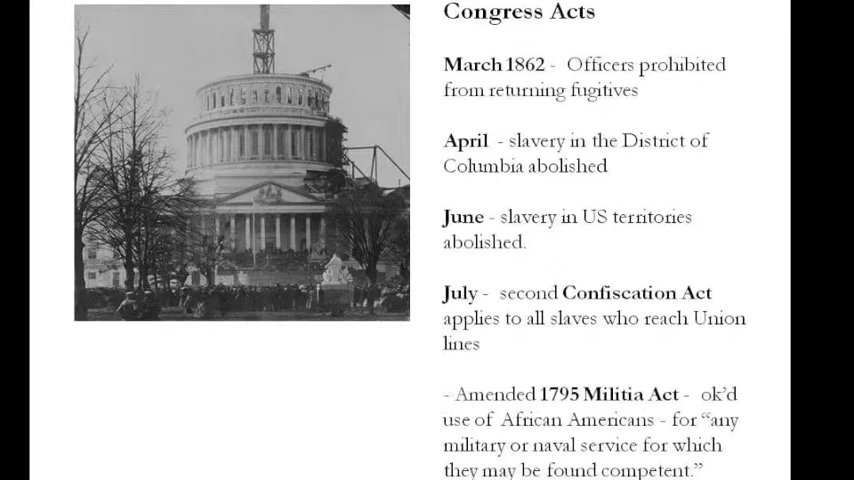 Congress Acts
March 1862 - Officers prohibited
from returning fugitives
April - slavery in the District of
Columbia abolished
June - slavery in US territories
abolished.
July - second Confiscation Act
applies to all slaves who reach Union
lines
- Amended 1795 Militia Act - ok’d
use of African Americans - for “any
military or naval service for which
they may be found competent.”